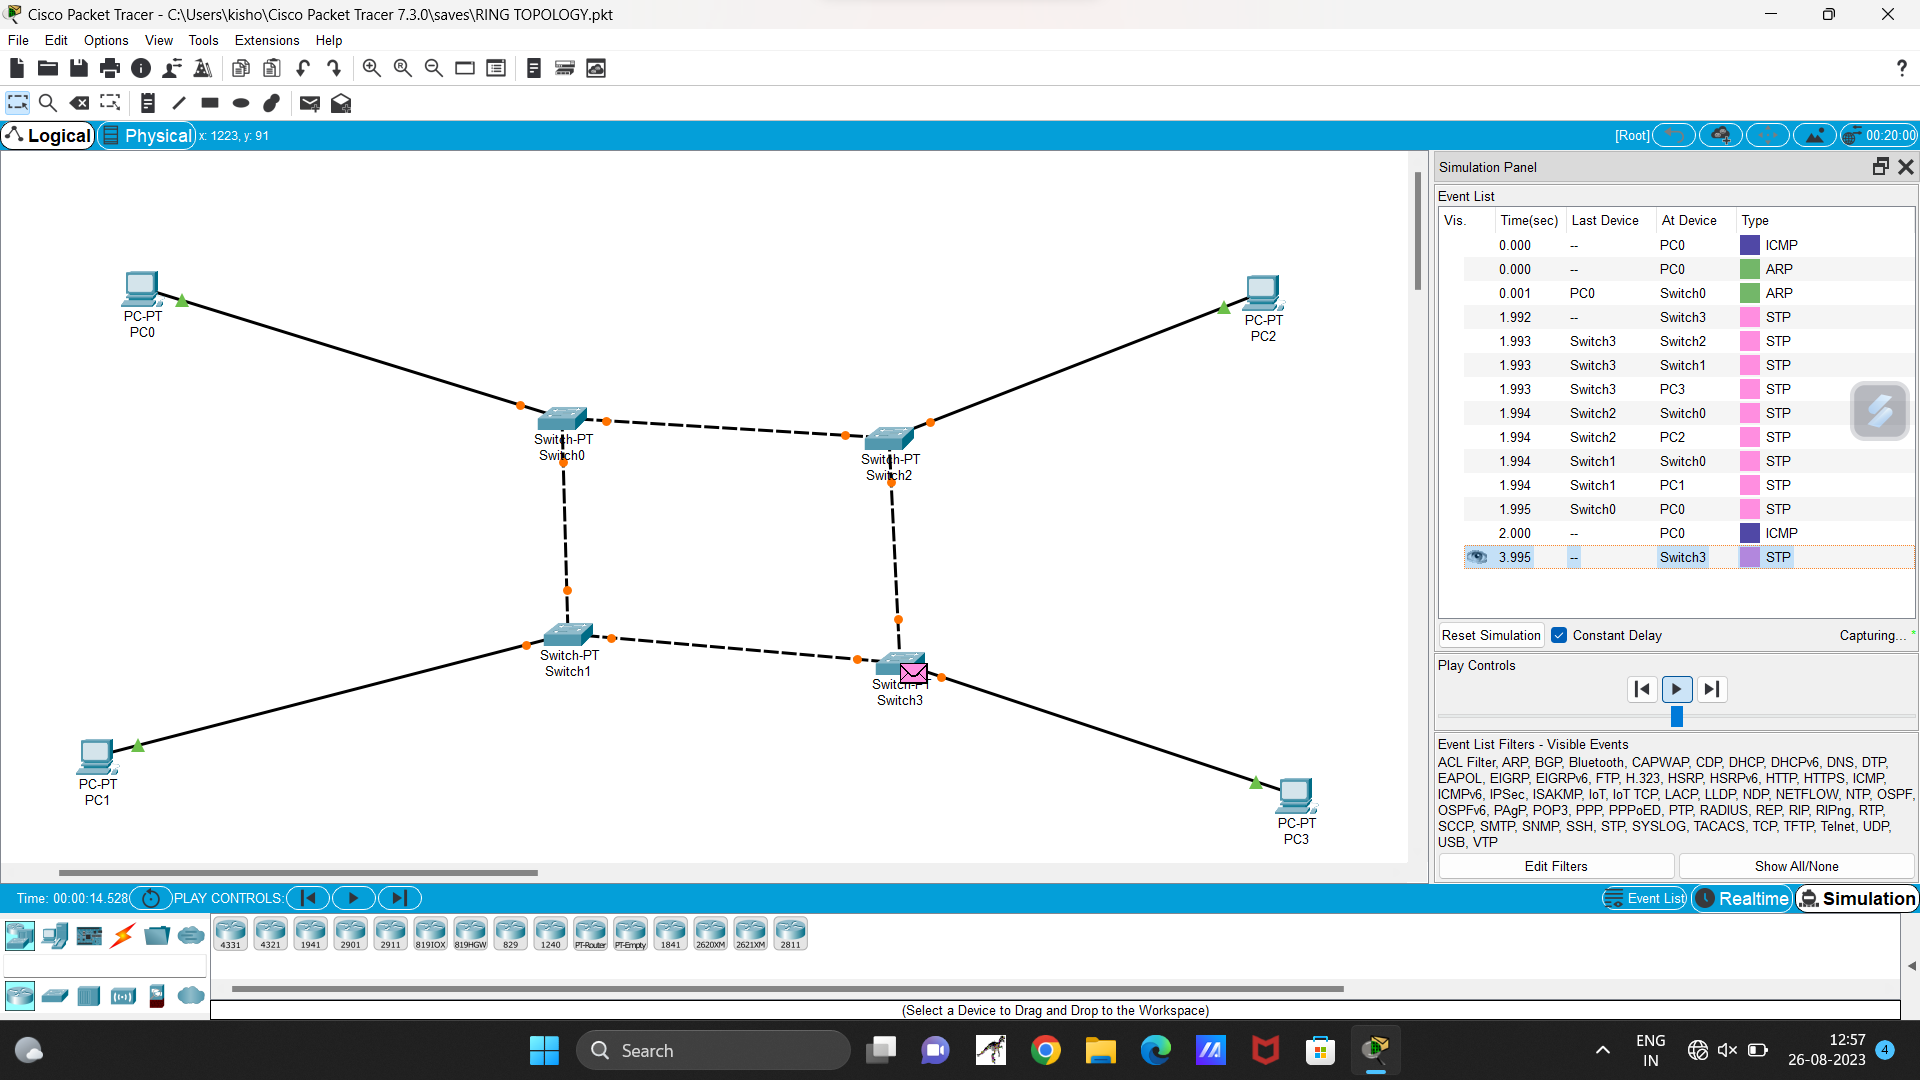 Cisco Packet Tracer - C:\Users\kisho\Cisco Packet Tracer 7.3.0\saves\RING TOPOLOGY.pkt
File Edit Options View Tools Extensions Help
Logical Physical x: 1223, y: 91 [Root] 00:20:00
PC-PT
PC0
PC-PT
PC2
Switch-PT
Switch0
Switch-PT
Switch2
Switch-PT
Switch1
Switch-PT
Switch3
PC-PT
PC1
PC-PT
PC3
Simulation Panel
Event List
Vis. Time(sec) Last Device At Device Type
0.000 -- PC0 ICMP
0.000 -- PC0 ARP
0.001 PC0 Switch0 ARP
1.992 -- Switch3 STP
1.993 Switch3 Switch2 STP
1.993 Switch3 Switch1 STP
1.993 Switch3 PC3 STP
1.994 Switch2 Switch0 STP
1.994 Switch2 PC2 STP
1.994 Switch1 Switch0 STP
1.994 Switch1 PC1 STP
1.995 Switch0 PC0 STP
2.000 -- PC0 ICMP
3.995 -- Switch3 STP
Reset Simulation Constant Delay Capturing...
Play Controls
Event List Filters - Visible Events
ACL Filter, ARP, BGP, Bluetooth, CAPWAP, CDP, DHCP, DHCPv6, DNS, DTP,
EAPOL, EIGRP, EIGRPv6, FTP, H.323, HSRP, HSRPv6, HTTP, HTTPS, ICMP,
ICMPv6, IPSec, ISAKMP, IoT, IoT TCP, LACP, LLDP, NDP, NETFLOW, NTP, OSPF,
OSPFv6, PAgP, POP3, PPP, PPPoED, PTP, RADIUS, REP, RIP, RIPng, RTP,
SCCP, SMTP, SNMP, SSH, STP, SYSLOG, TACACS, TCP, TFTP, Telnet, UDP,
USB, VTP
Edit Filters Show All/None
Time: 00:00:14.528 PLAY CONTROLS: Event List Realtime Simulation
4331 4321 1941 2901 2911 819IOX 819HGW 829 1240 PT-Router PT-Empty 1841 2620XM 2621XM 2811
(Select a Device to Drag and Drop to the Workspace)
Search
ENG
IN
12:57
26-08-2023
4